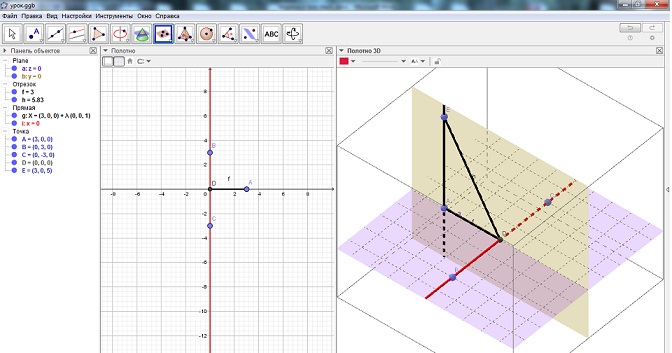 урок.ggb
Файл Правка Вид Настройки Инструменты Окно Справка
ABC
Панель объектов
Plane
a: z = 0
b: y = 0
Отрезок
f = 3
h = 5.83
Прямая
g: X = (3, 0, 0) + λ (0, 0, 1)
i: x = 0
Точка
A = (3, 0, 0)
B = (0, 3, 0)
C = (0, -3, 0)
D = (0, 0, 0)
E = (3, 0, 5)
Полотно
8
6
4
B
2
D
f
A
-8 -6 -4 -2 0 2 4 6 8
-2
C
-4
-6
-8
-10
-12
Полотно 3D
AA
E